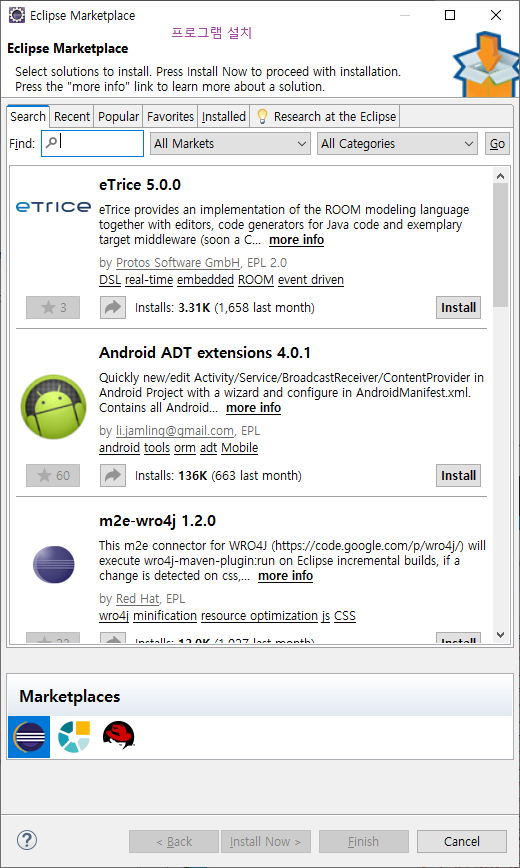 Eclipse Marketplace
프로그램 설치
Eclipse Marketplace
Select solutions to install. Press Install Now to proceed with installation.
Press the "more info" link to learn more about a solution.
Search Recent Popular Favorites Installed Research at the Eclipse
Find: All Markets All Categories Go
eTrice 5.0.0
eTRICE
eTrice provides an implementation of the ROOM modeling language
together with editors, code generators for Java code and exemplary
target middleware (soon a C... more info
by Protos Software GmbH, EPL 2.0
DSL real-time embedded ROOM event driven
3 Installs: 3.31K (1,658 last month) Install
Android ADT extensions 4.0.1
Quickly new/edit Activity/Service/BroadcastReceiver/ContentProvider in
Android Project with a wizard and configure in AndroidManifest.xml.
Contains all Android... more info
by li.jamling@gmail.com, EPL
android tools orm adt Mobile
60 Installs: 136K (663 last month) Install
m2e-wro4j 1.2.0
This m2e connector for WRO4J (https://code.google.com/p/wro4j/) will
execute wro4j-maven-plugin:run on Eclipse incremental builds, if a
change is detected on css,... more info
by Red Hat, EPL
wro4j minification resource optimization js CSS
Installs: last month) Install
Marketplaces
? < Back Install Now > Finish Cancel